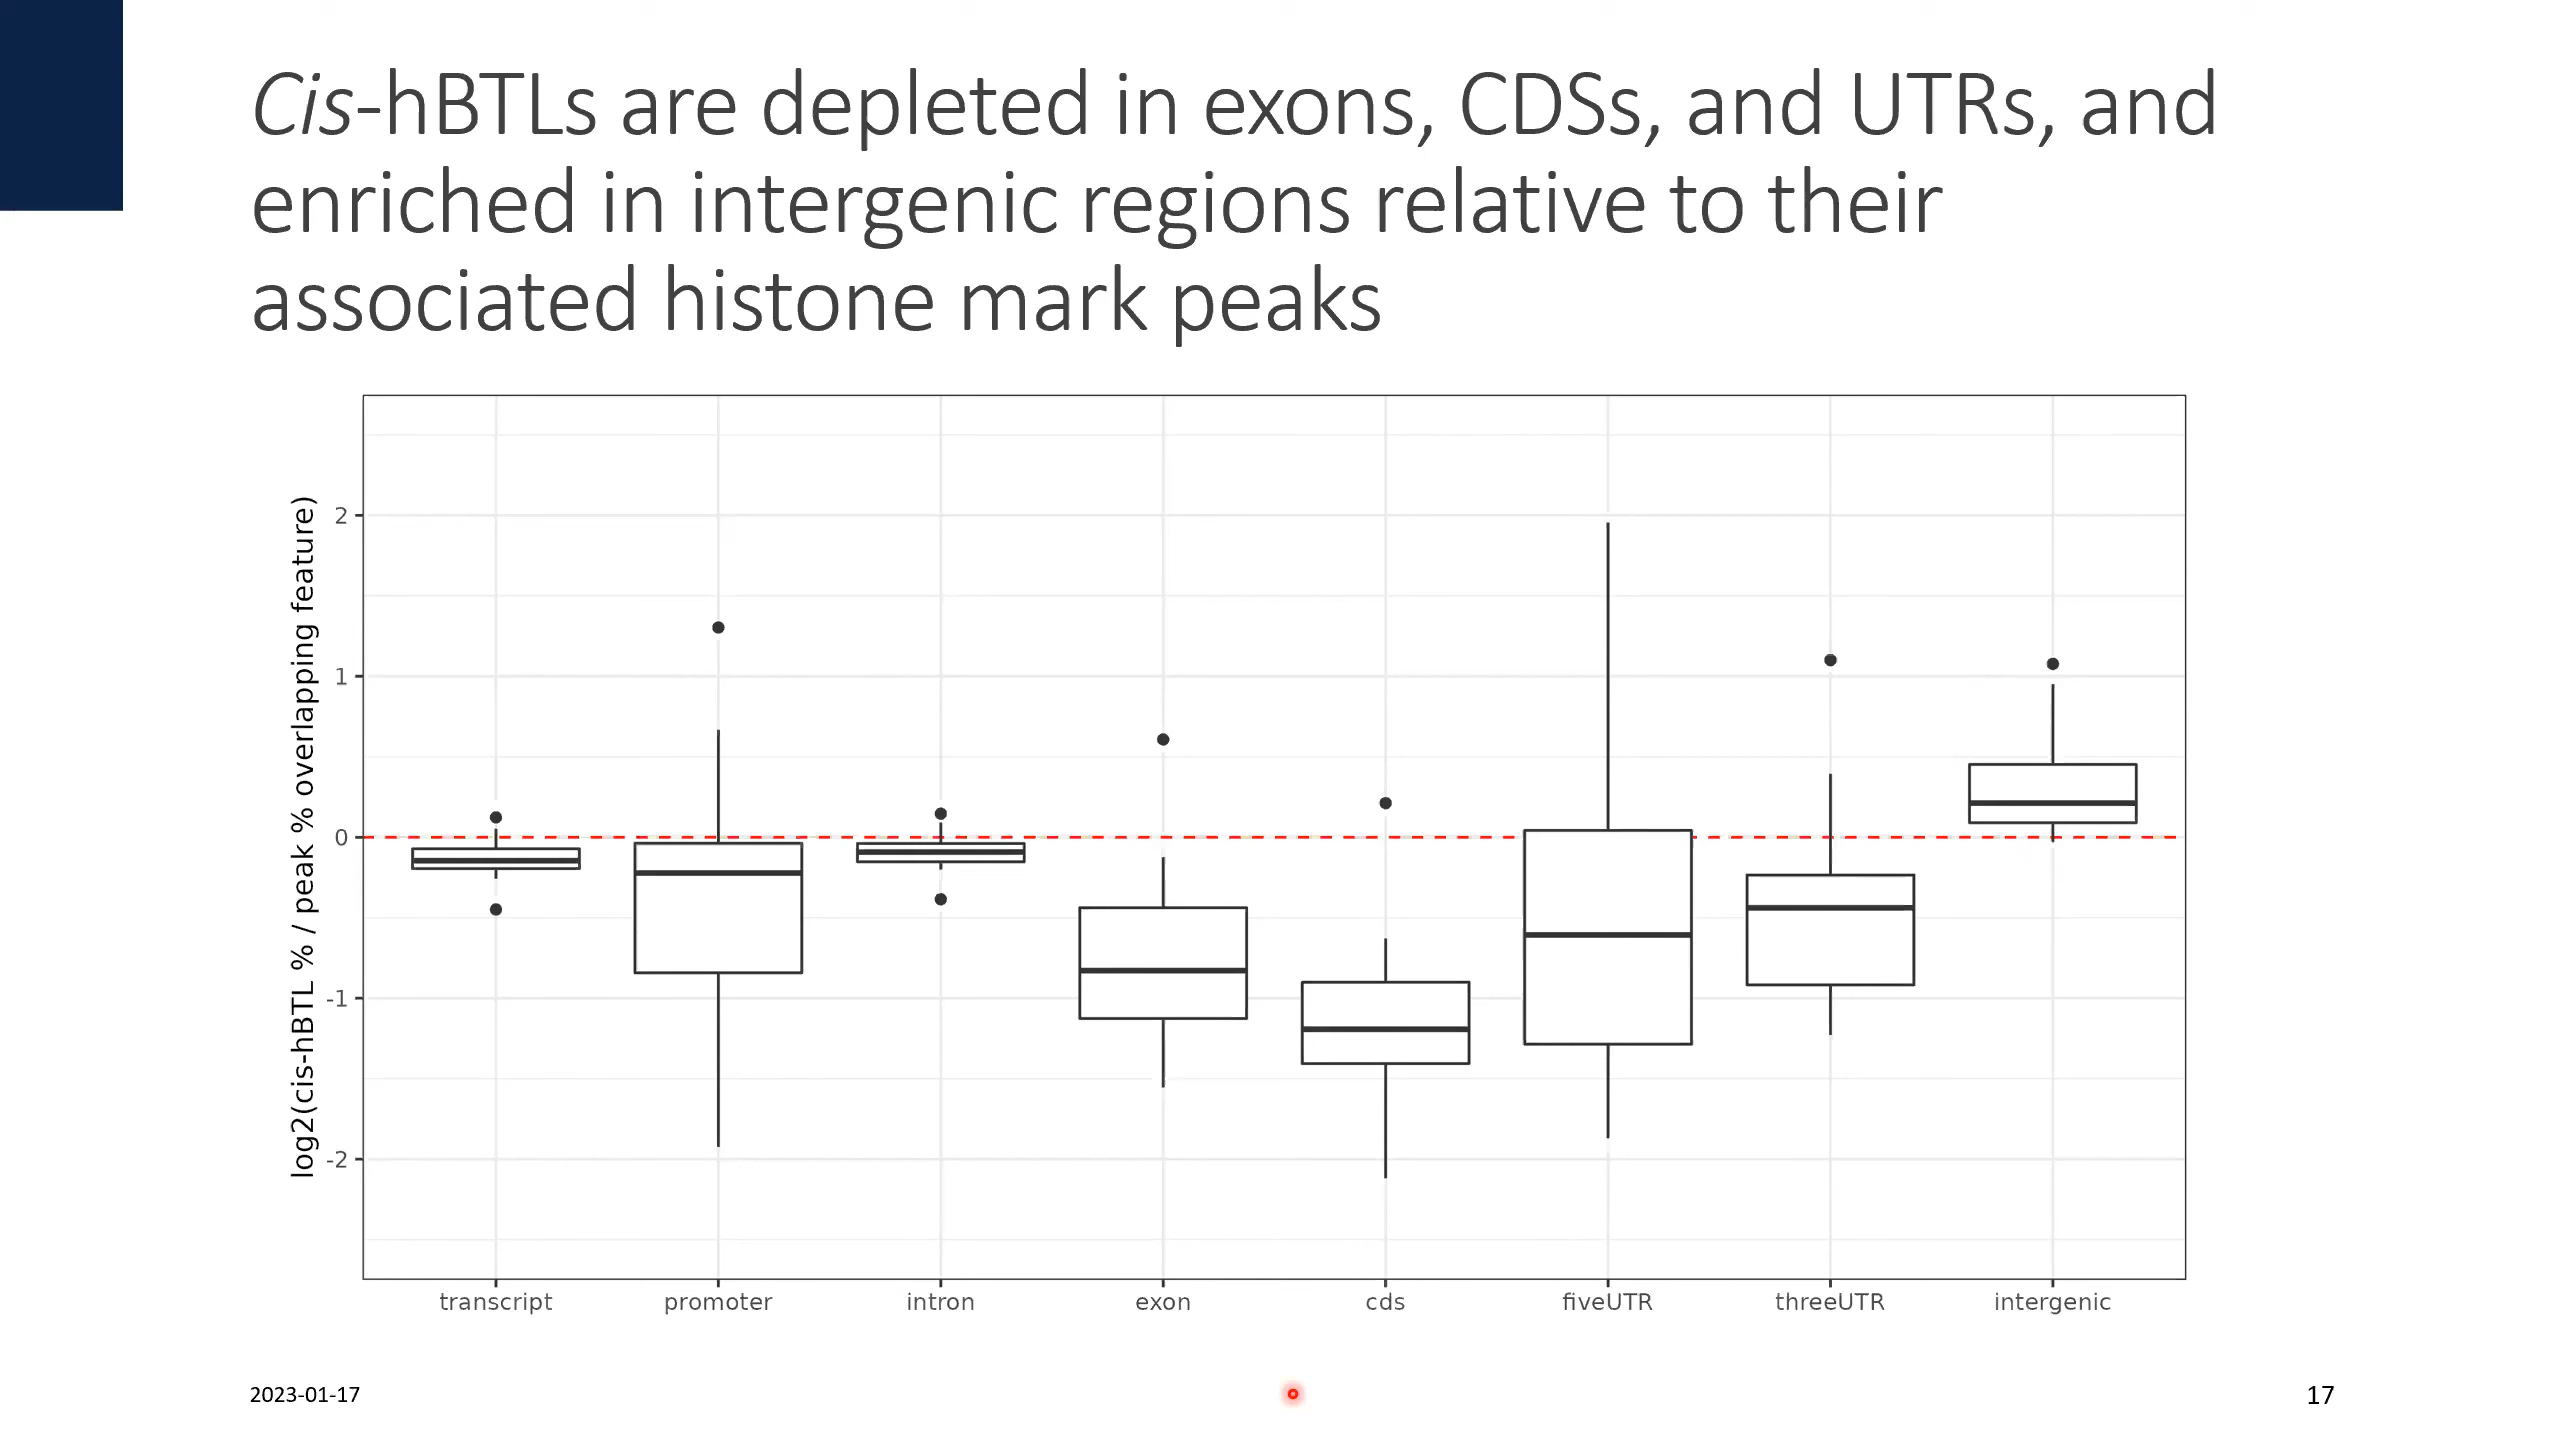 Cis-hBTLs are depleted in exons, CDSs, and UTRs, and
enriched in intergenic regions relative to their
associated histone mark peaks
log2(cis-hBTL % / peak % overlapping feature)
2
1
0
-1
-2
transcript
promoter
intron
exon
cds
fiveUTR
threeUTR
intergenic
2023-01-17
17